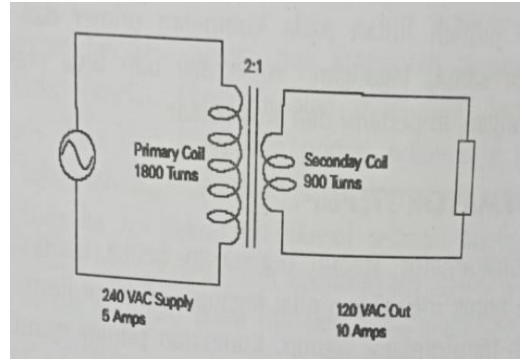 2:1
Primary Coil
1800 Turns
Seconday Coil
900 Turns
240 VAC Supply
5 Amps
120 VAC Out
10 Amps